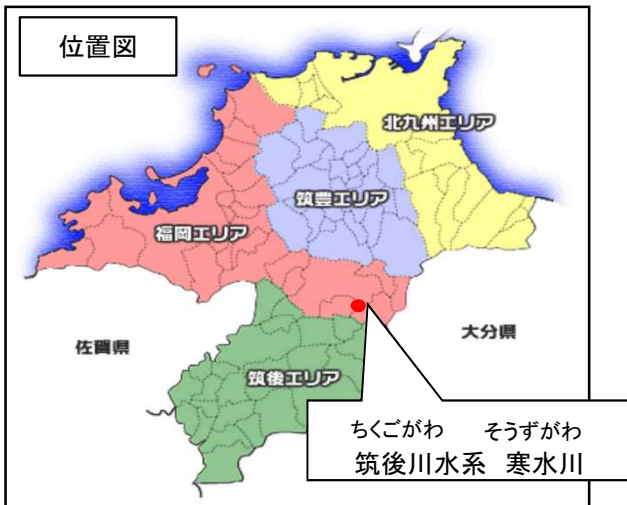 位置図
北九州エリア
筑豊エリア
福岡エリア
佐賀県
大分県
筑後エリア
ちくごがわ そうずがわ
筑後川水系 寒水川